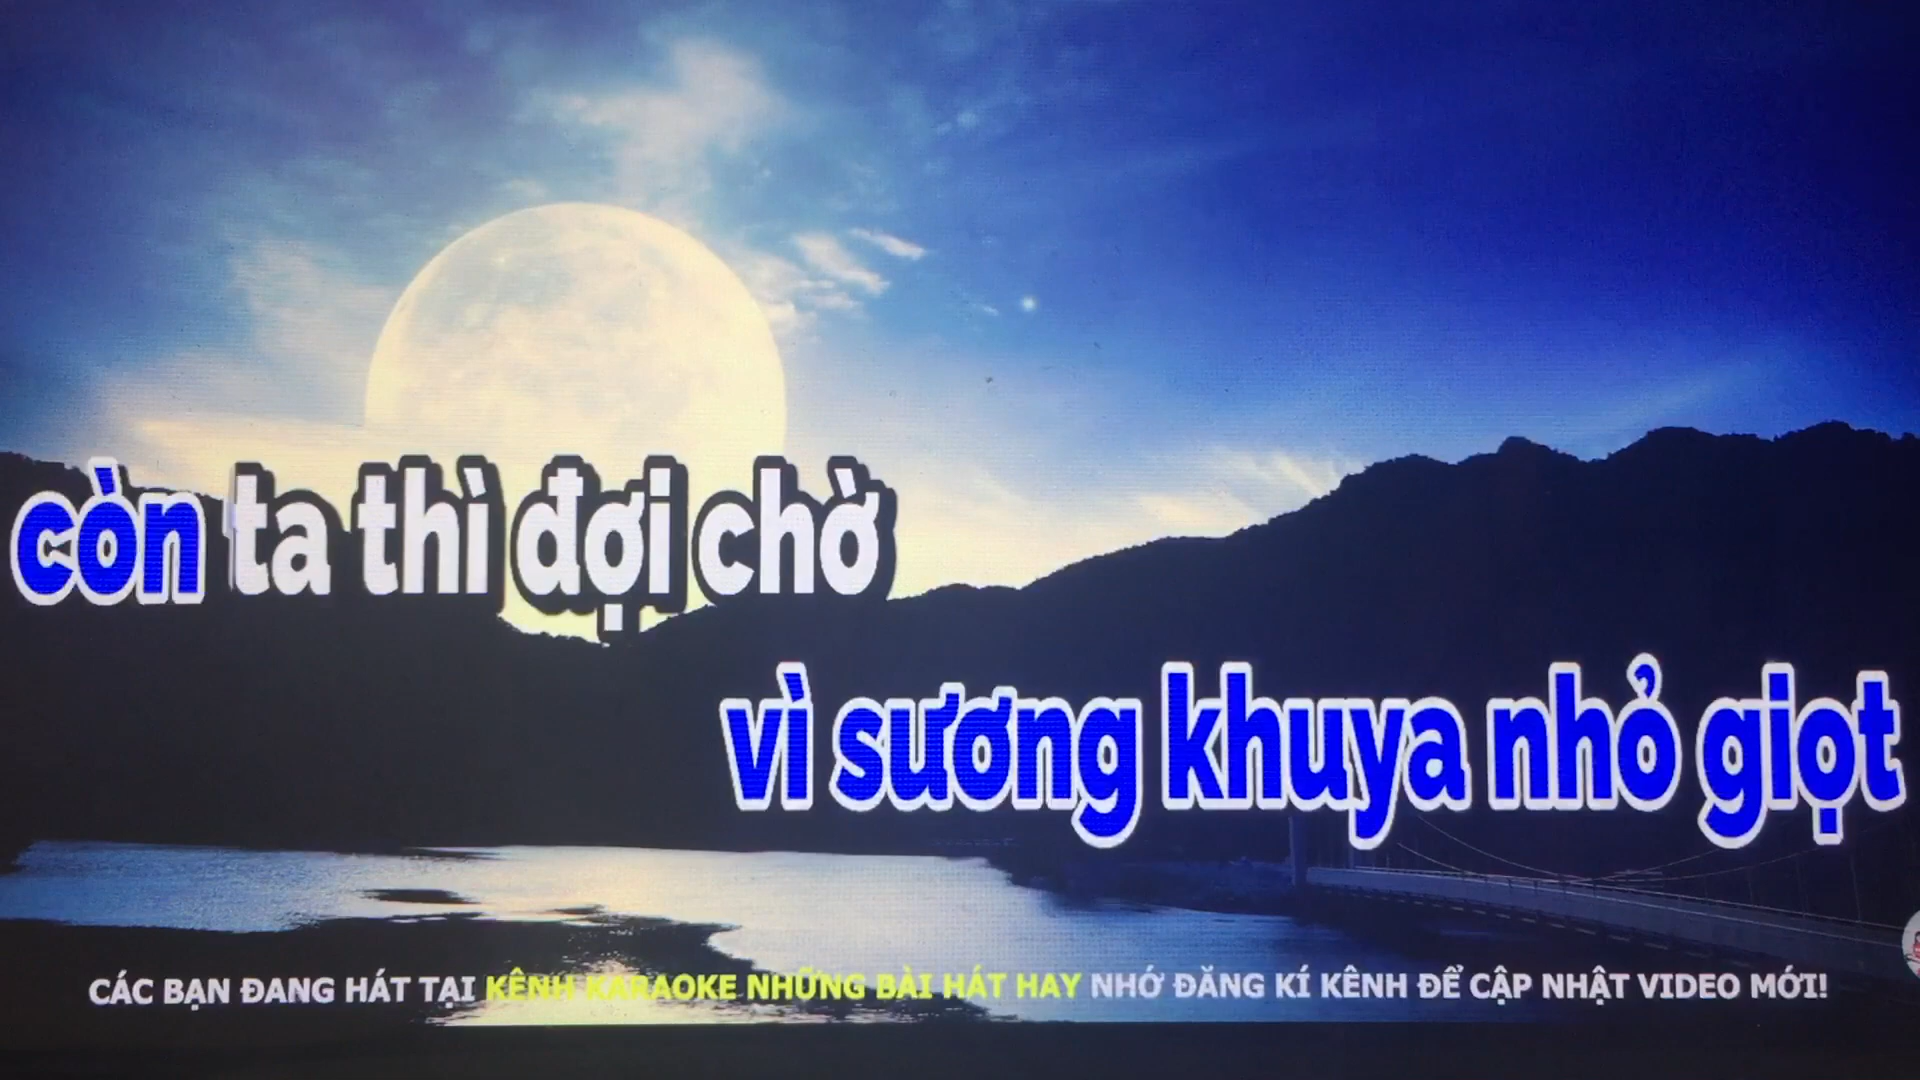 còn ta thì đợi chờ
vì sương khuya nhỏ giọt
CÁC BẠN ĐANG HÁT TẠI KÊNH KARAOKE NHỮNG BÀI HÁT HAY NHỚ ĐĂNG KÍ KÊNH ĐỂ CẬP NHẬT VIDEO MỚI!